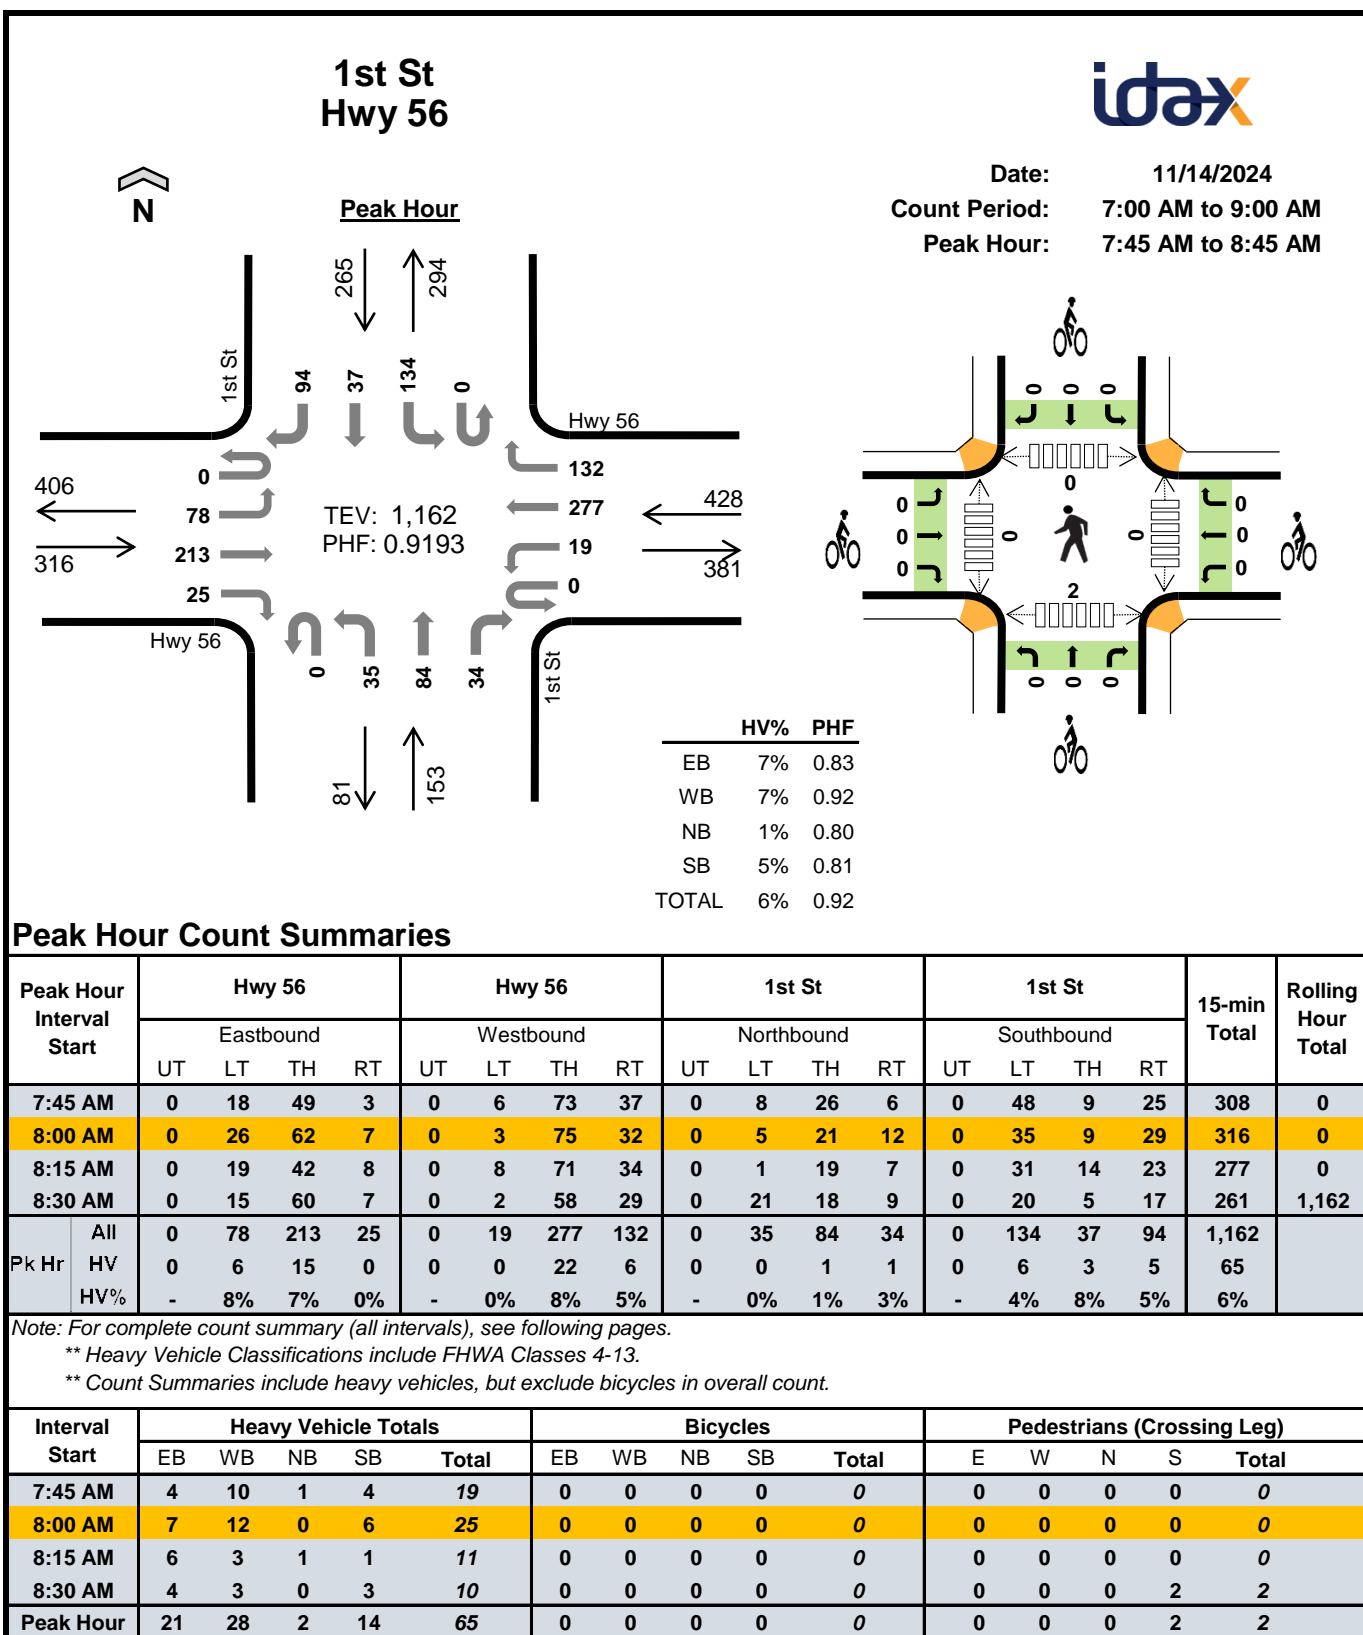 1st St
Hwy 56
idax
N
Peak Hour
Date: 11/14/2024
Count Period: 7:00 AM to 9:00 AM
Peak Hour: 7:45 AM to 8:45 AM
265 294
1st St
94 37 134 0
Hwy 56
0 132
406 78 277 428
TEV: 1,162
PHF: 0.9193
316 213 19 381
25 0
Hwy 56
0 35 84 34
1st St
81 153
0 0 0
0
0 0
0 0 0 0
0 0
2
0 0 0
HV% PHF
EB 7% 0.83
WB 7% 0.92
NB 1% 0.80
SB 5% 0.81
TOTAL 6% 0.92
Peak Hour Count Summaries
Peak Hour Interval Start Hwy 56 Hwy 56 1st St 1st St 15-min Total Rolling Hour Total
Eastbound Westbound Northbound Southbound
UT LT TH RT UT LT TH RT UT LT TH RT UT LT TH RT
7:45 AM 0 18 49 3 0 6 73 37 0 8 26 6 0 48 9 25 308 0
8:00 AM 0 26 62 7 0 3 75 32 0 5 21 12 0 35 9 29 316 0
8:15 AM 0 19 42 8 0 8 71 34 0 1 19 7 0 31 14 23 277 0
8:30 AM 0 15 60 7 0 2 58 29 0 21 18 9 0 20 5 17 261 1,162
Pk Hr All 0 78 213 25 0 19 277 132 0 35 84 34 0 134 37 94 1,162
HV 0 6 15 0 0 0 22 6 0 0 1 1 0 6 3 5 65
HV% - 8% 7% 0% - 0% 8% 5% - 0% 1% 3% - 4% 8% 5% 6%
Note: For complete count summary (all intervals), see following pages.
** Heavy Vehicle Classifications include FHWA Classes 4-13.
** Count Summaries include heavy vehicles, but exclude bicycles in overall count.
Interval Start Heavy Vehicle Totals Bicycles Pedestrians (Crossing Leg)
EB WB NB SB Total EB WB NB SB Total E W N S Total
7:45 AM 4 10 1 4 19 0 0 0 0 0 0 0 0 0 0
8:00 AM 7 12 0 6 25 0 0 0 0 0 0 0 0 0 0
8:15 AM 6 3 1 1 11 0 0 0 0 0 0 0 0 0 0
8:30 AM 4 3 0 3 10 0 0 0 0 0 0 0 0 2 2
Peak Hour 21 28 2 14 65 0 0 0 0 0 0 0 0 2 2